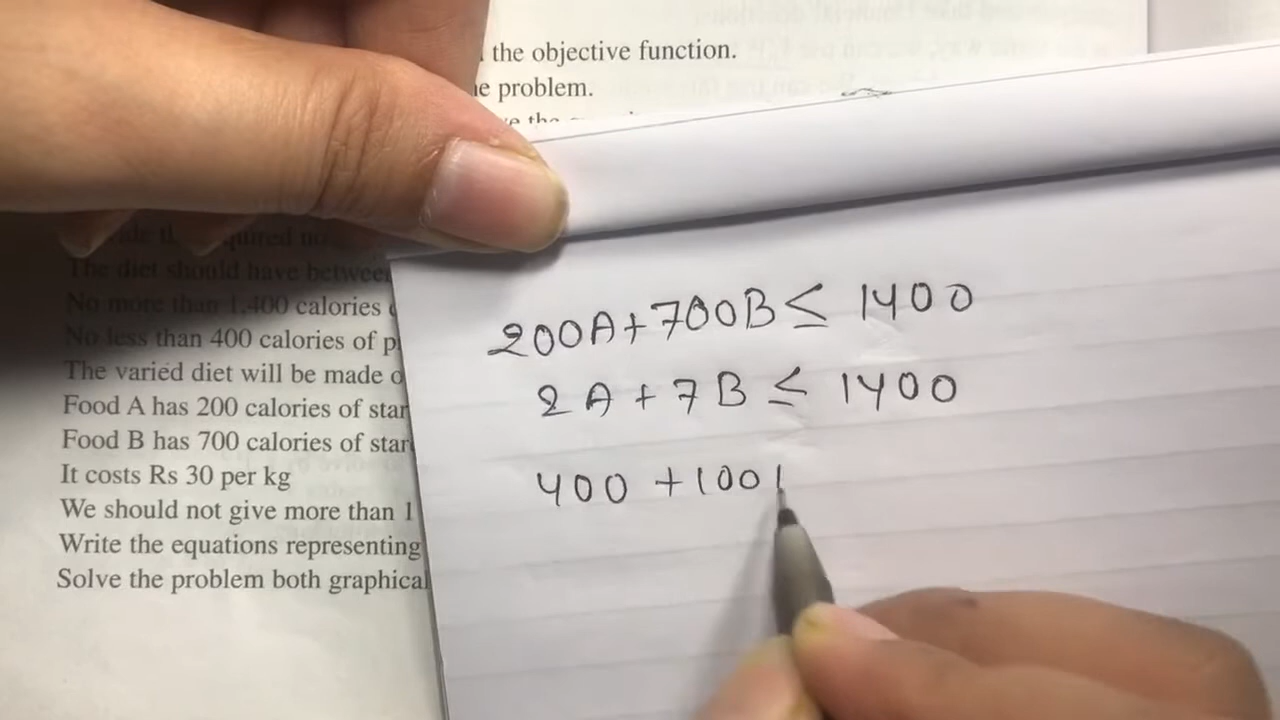 the objective function.
problem.
The diet should have between
No more than 1,400 calories
No less than 400 calories of
The varied diet will be made
Food A has 200 calories of
Food B has 700 calories of
It costs Rs 30 per kg
We should not give more than 1
Write the equations representing
Solve the problem both
200A+700B ≤ 1400
2A + 7B ≤ 1400
400 + 100